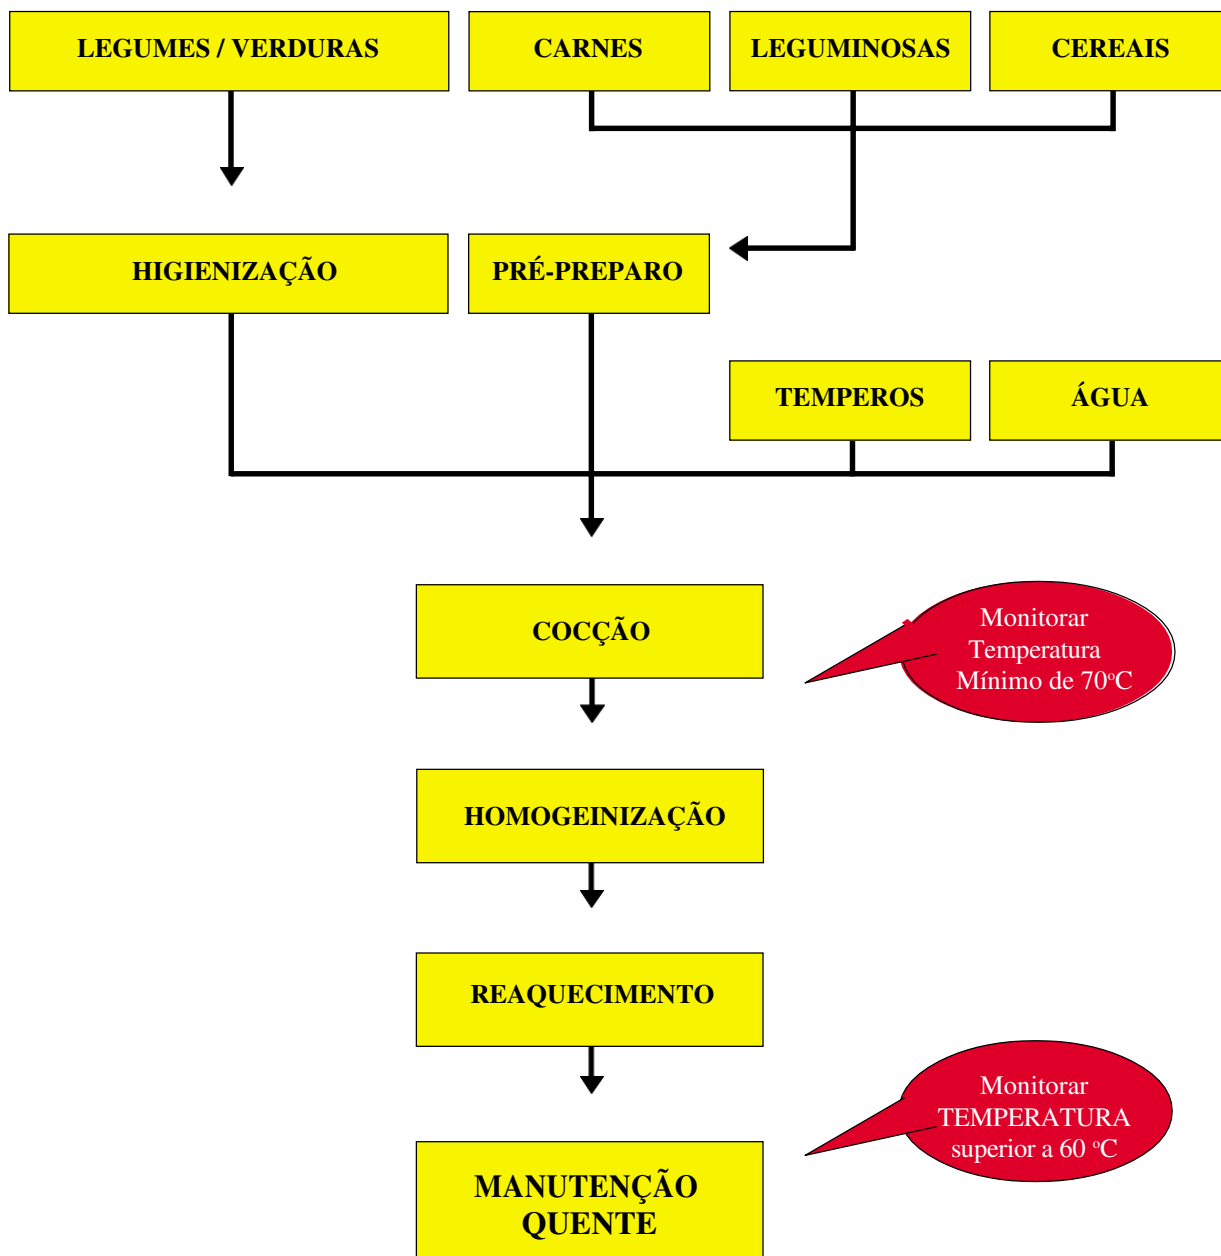 LEGUMES / VERDURAS
CARNES
LEGUMINOSAS
CEREAIS
HIGIENIZAÇÃO
PRÉ-PREPARO
TEMPEROS
ÁGUA
COCÇÃO
Monitorar
Temperatura
Mínimo de 70ºC
HOMOGEINIZAÇÃO
REAQUECIMENTO
Monitorar
TEMPERATURA
superior a 60 ºC
MANUTENÇÃO
QUENTE